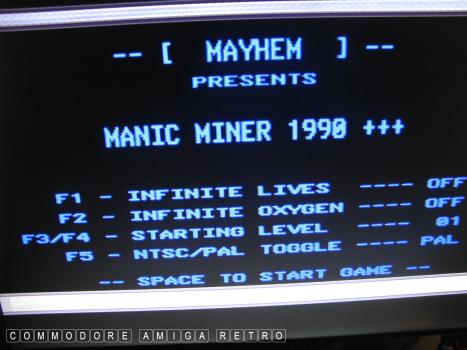 -- [ MAYHEM ] --
PRESENTS
MANIC MINER 1990 +++
F1 - INFINITE LIVES ---- OFF
F2 - INFINITE OXYGEN ---- OFF
F3/F4 - STARTING LEVEL ---- 01
F5 - NTSC/PAL TOGGLE ---- PAL
-- SPACE TO START GAME --
COMMODORE AMIGA RETRO